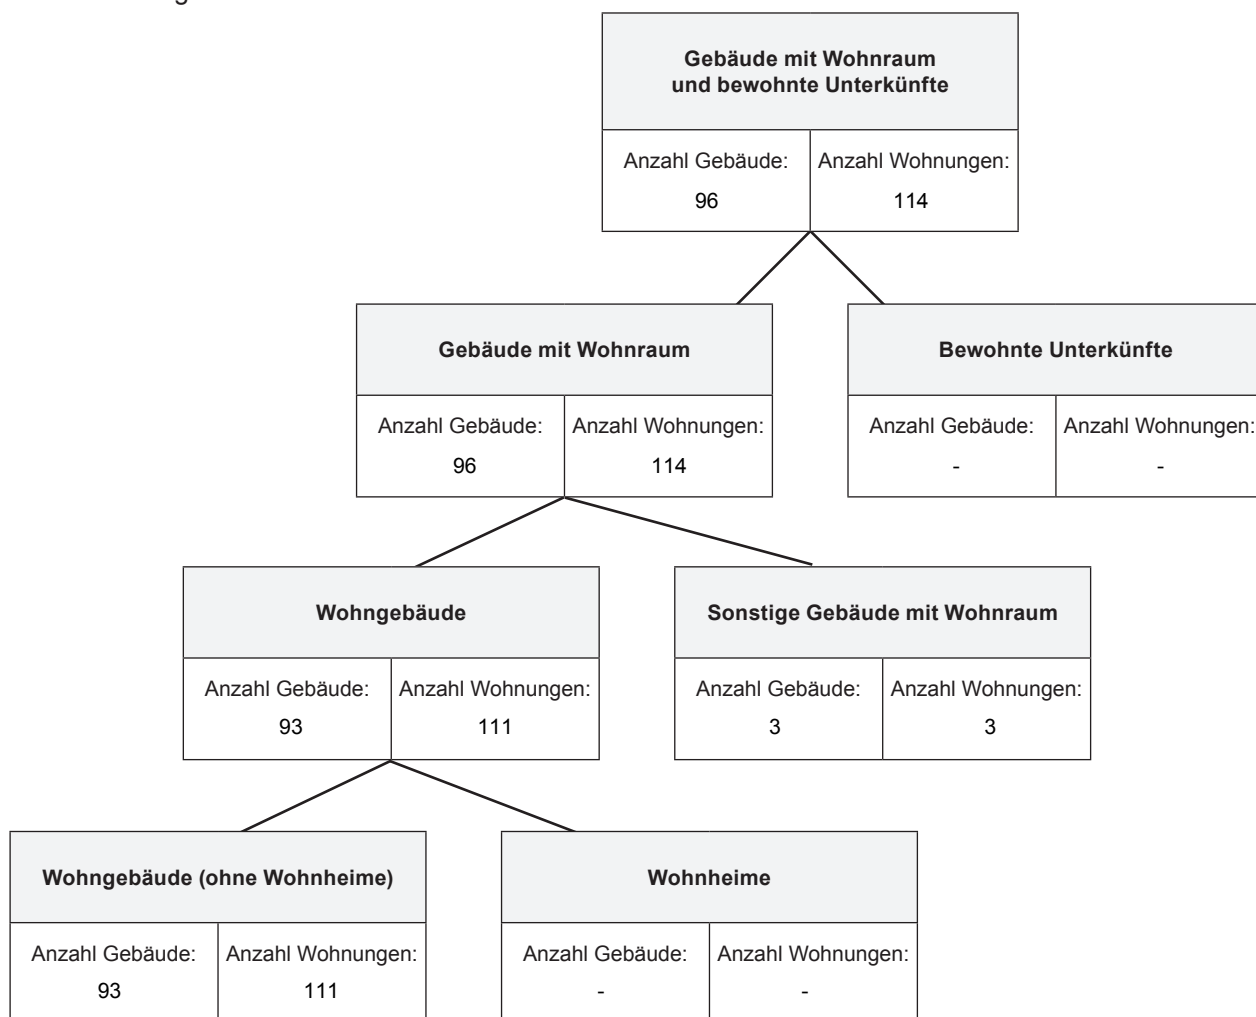 Gebäude mit Wohnraum
und bewohnte Unterkünfte
Anzahl Gebäude: Anzahl Wohnungen:
96 114
Gebäude mit Wohnraum
Anzahl Gebäude: Anzahl Wohnungen:
96 114
Bewohnte Unterkünfte
Anzahl Gebäude: Anzahl Wohnungen:
- -
Wohngebäude
Anzahl Gebäude: Anzahl Wohnungen:
93 111
Sonstige Gebäude mit Wohnraum
Anzahl Gebäude: Anzahl Wohnungen:
3 3
Wohngebäude (ohne Wohnheime)
Anzahl Gebäude: Anzahl Wohnungen:
93 111
Wohnheime
Anzahl Gebäude: Anzahl Wohnungen:
- -